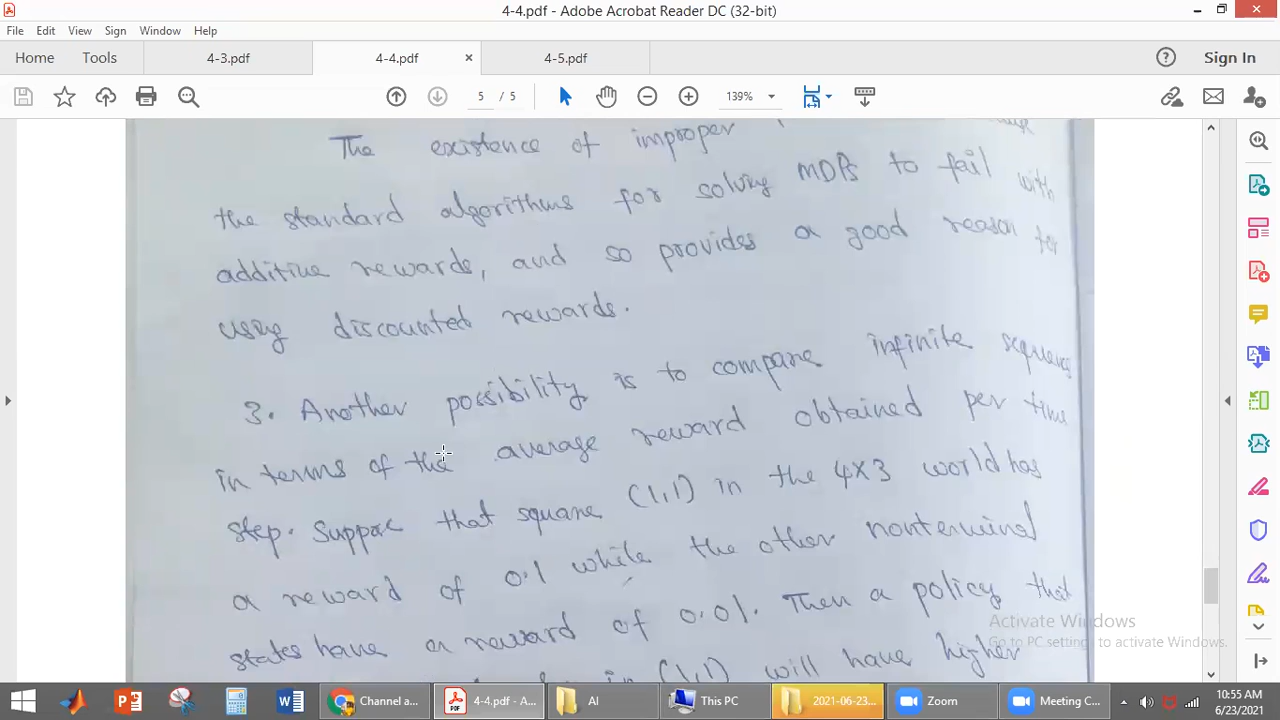 4-4.pdf - Adobe Acrobat Reader DC (32-bit)
File Edit View Sign Window Help
Home Tools 4-3.pdf 4-4.pdf × 4-5.pdf Sign In
5 / 5 139%
The existence of improper
the standard algorithms for solving MDPs to fail with
additive rewards, and so provides a good reason for
using discounted rewards.
3. Another possibility is to compare infinite sequences
in terms of the average reward obtained per time
step. Suppose that square (1,1) in the 4X3 world has
a reward of 0.1 while the other nonterminal
states have a reward of 0.01. Then a policy that
in (1,1) will have higher
Activate Windows
Go to PC settings to activate Windows.
Channel a... 4-4.pdf - A... AI This PC 2021-06-23... Zoom Meeting C...
10:55 AM
6/23/2021